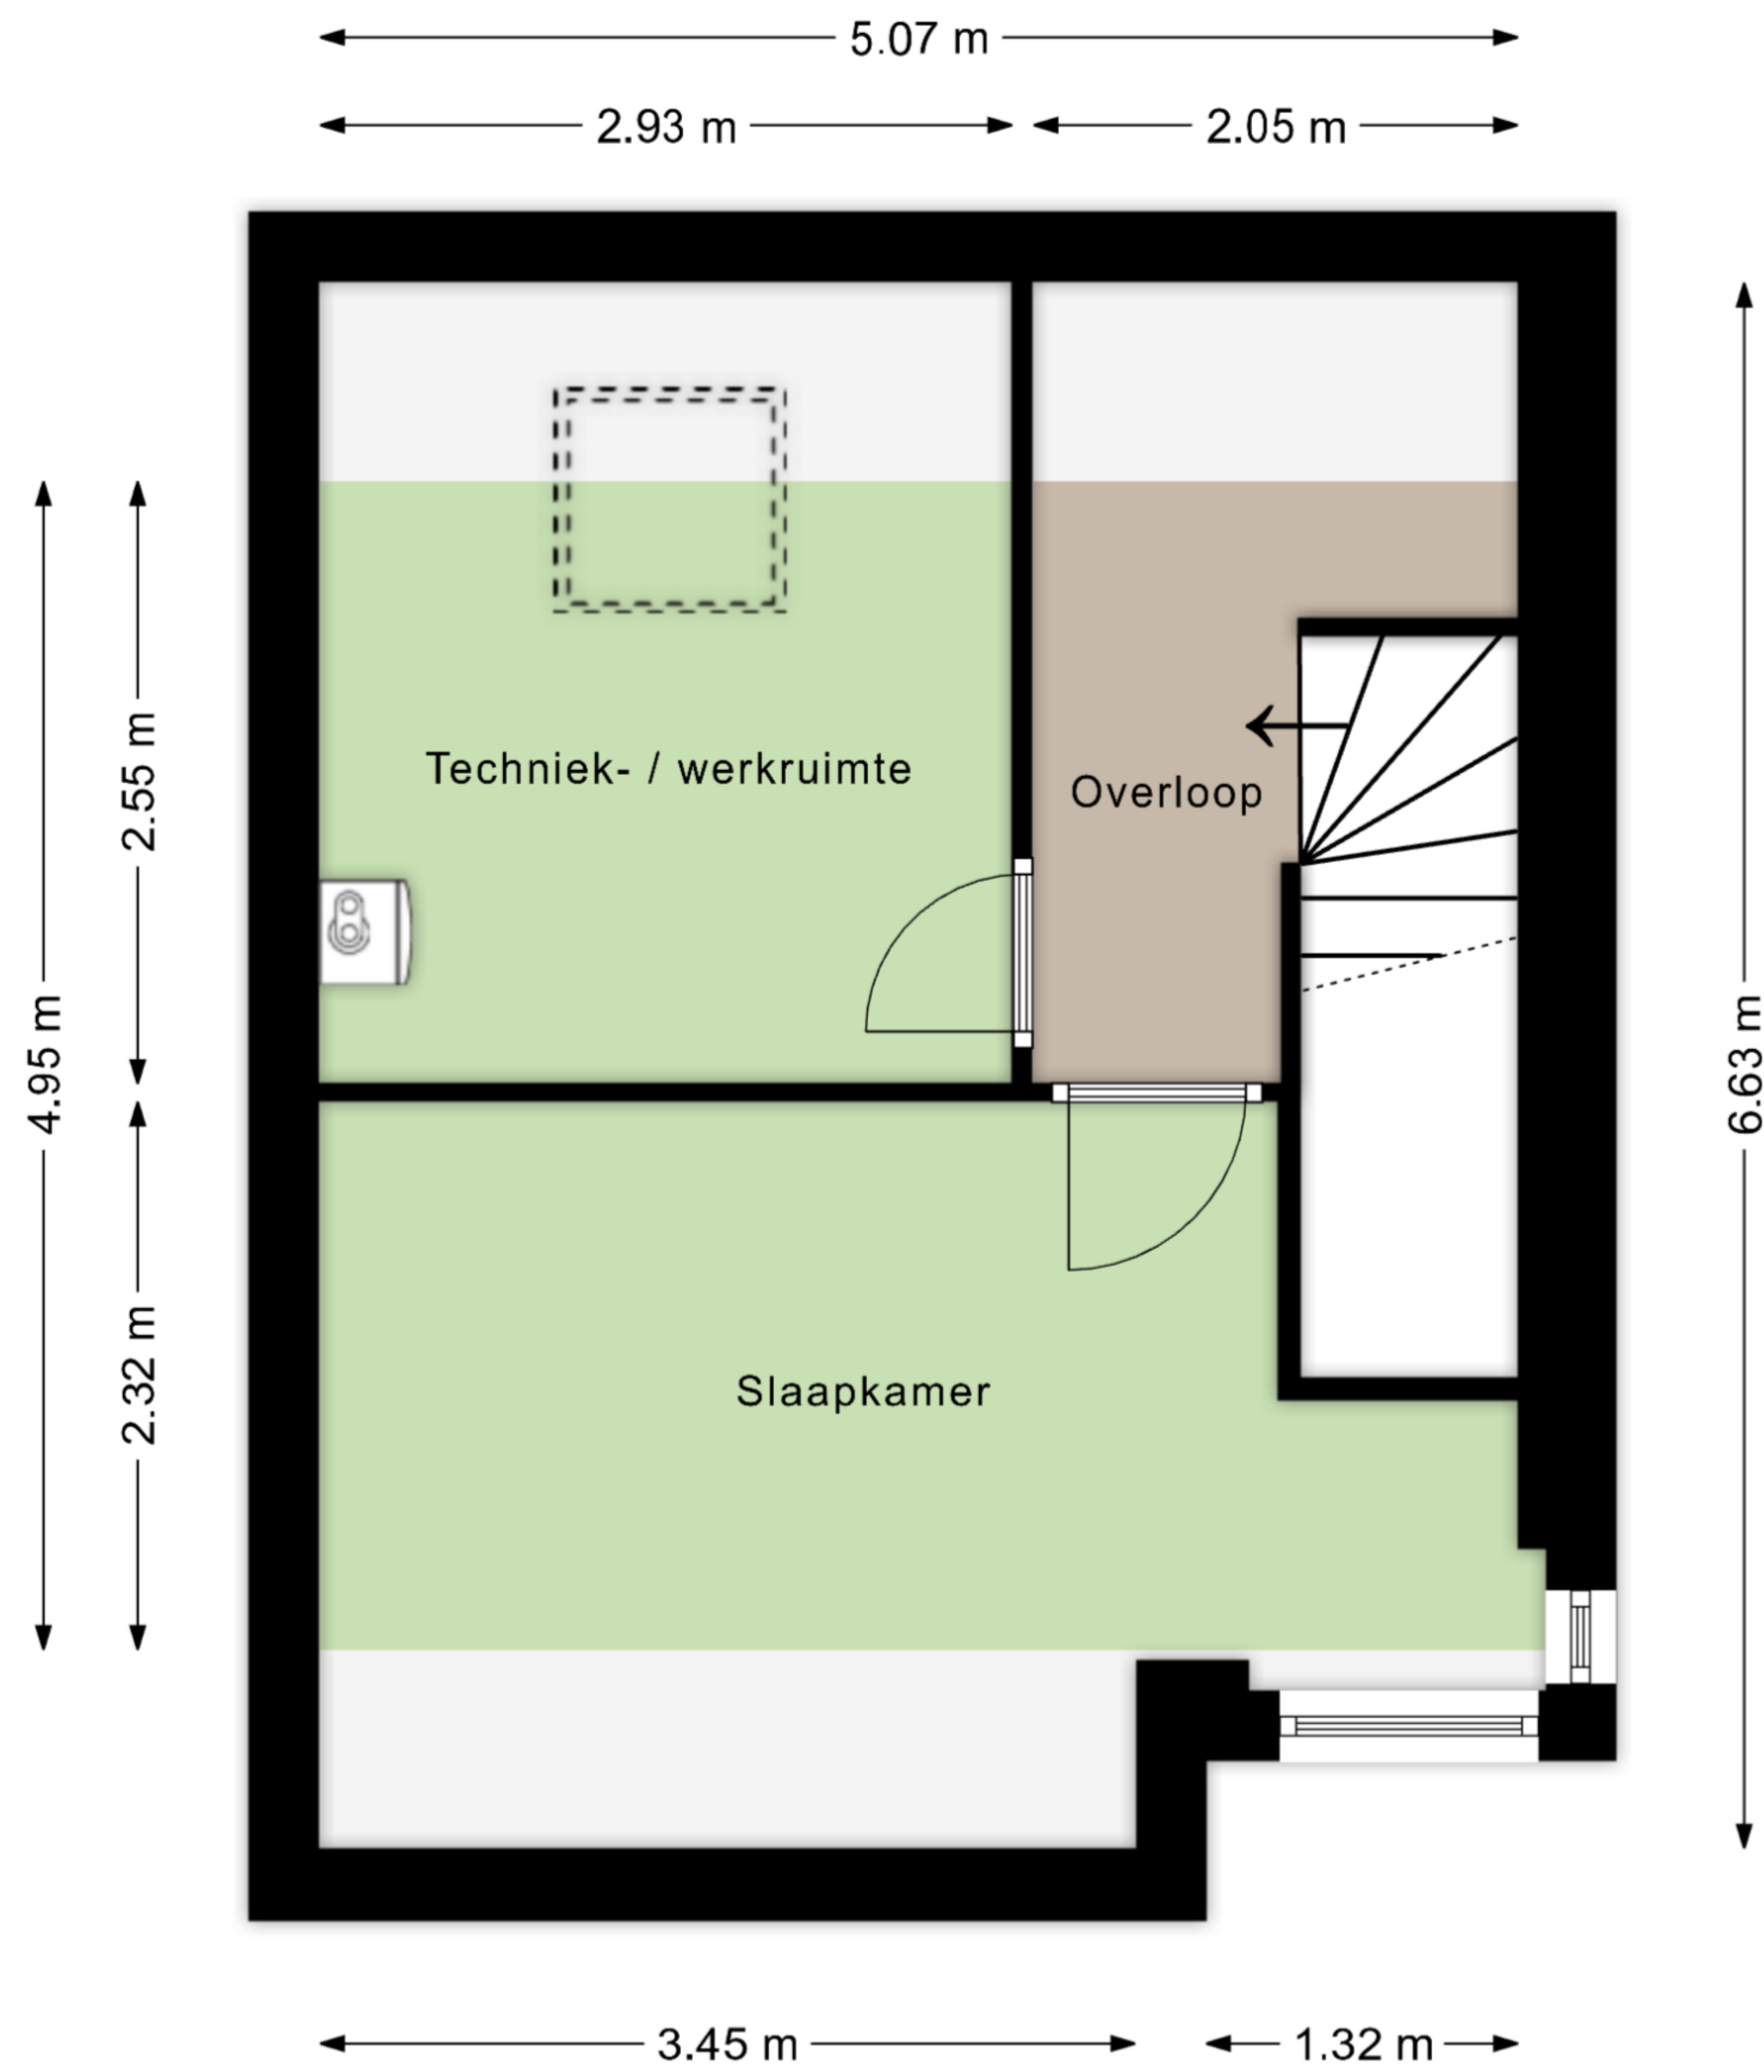 5.07 m
2.93 m
2.05 m
2.55 m
Techniek- / werkruimte
Overloop
4.95 m
6.63 m
2.32 m
Slaapkamer
3.45 m
1.32 m